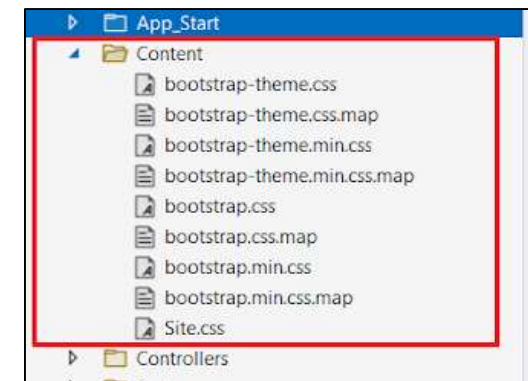 App_Start
Content
bootstrap-theme.css
bootstrap-theme.css.map
bootstrap-theme.min.css
bootstrap-theme.min.css.map
bootstrap.css
bootstrap.css.map
bootstrap.min.css
bootstrap.min.css.map
Site.css
Controllers